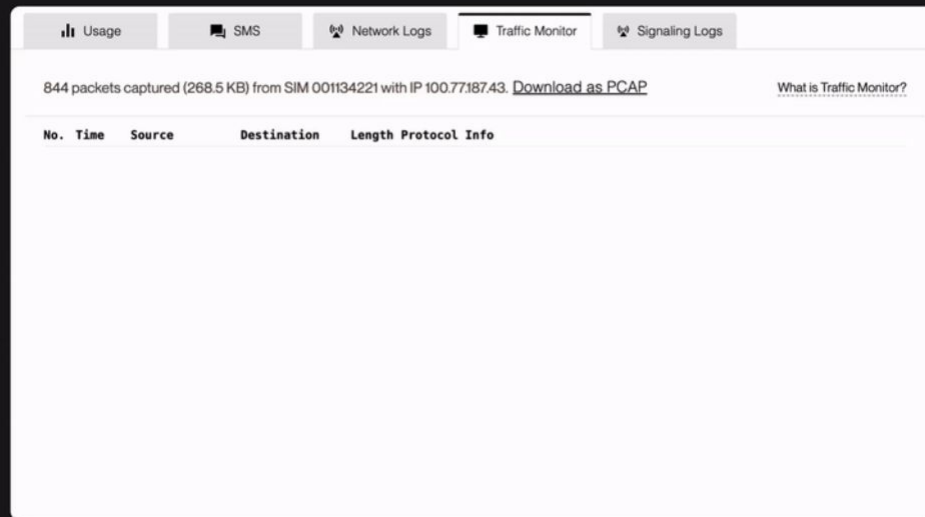 Usage SMS Network Logs Traffic Monitor Signaling Logs
844 packets captured (268.5 KB) from SIM 001134221 with IP 100.77.187.43. Download as PCAP What is Traffic Monitor?
No. Time Source Destination Length Protocol Info